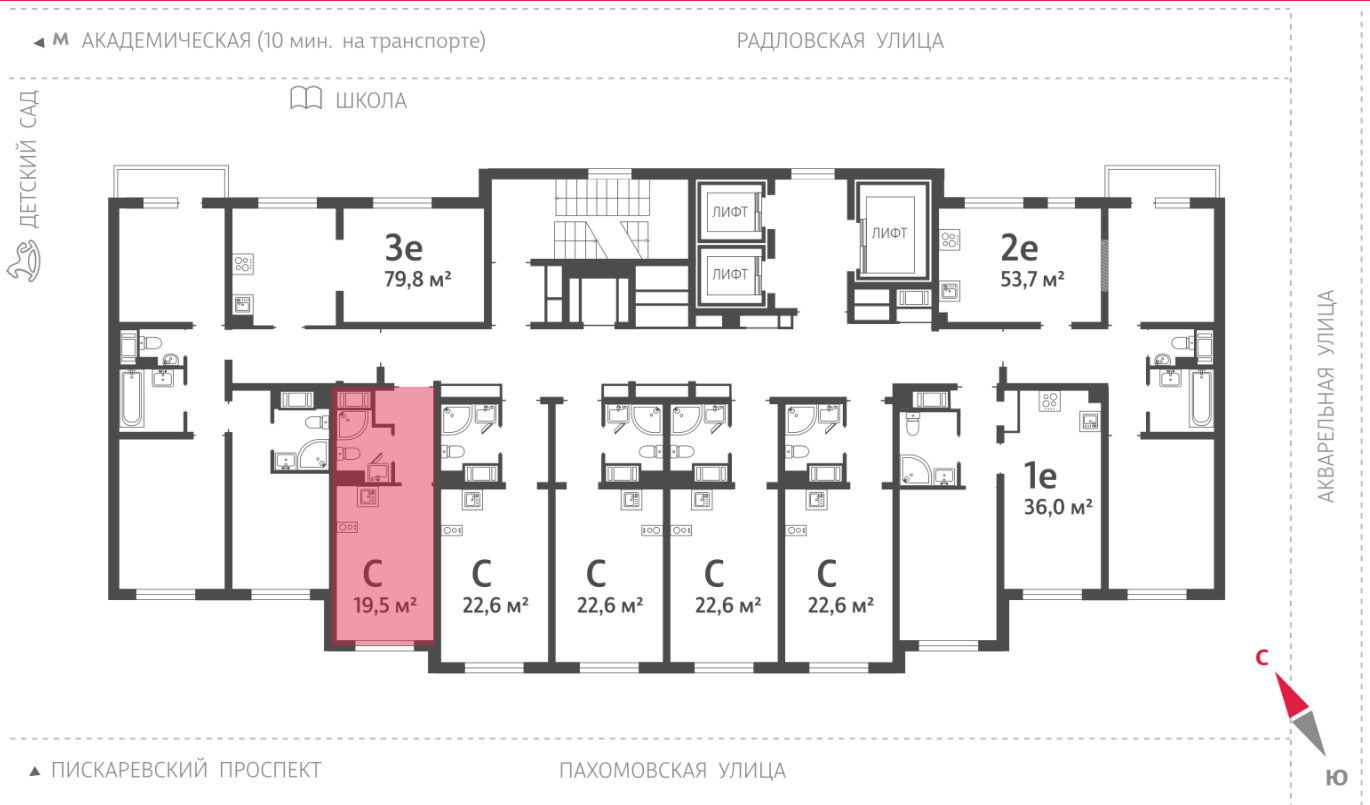 М АКАДЕМИЧЕСКАЯ (10 мин. на транспорте)
РАДЛОВСКАЯ УЛИЦА
ШКОЛА
ДЕТСКИЙ САД
ЛИФТ
ЛИФТ
ЛИФТ
3е
79,8 м²
2е
53,7 м²
АКВАРЕЛЬНАЯ УЛИЦА
1е
36,0 м²
С
19,5 м²
С
22,6 м²
С
22,6 м²
С
22,6 м²
С
22,6 м²
С
Ю
ПИСКАРЕВСКИЙ ПРОСПЕКТ
ПАХОМОВСКАЯ УЛИЦА